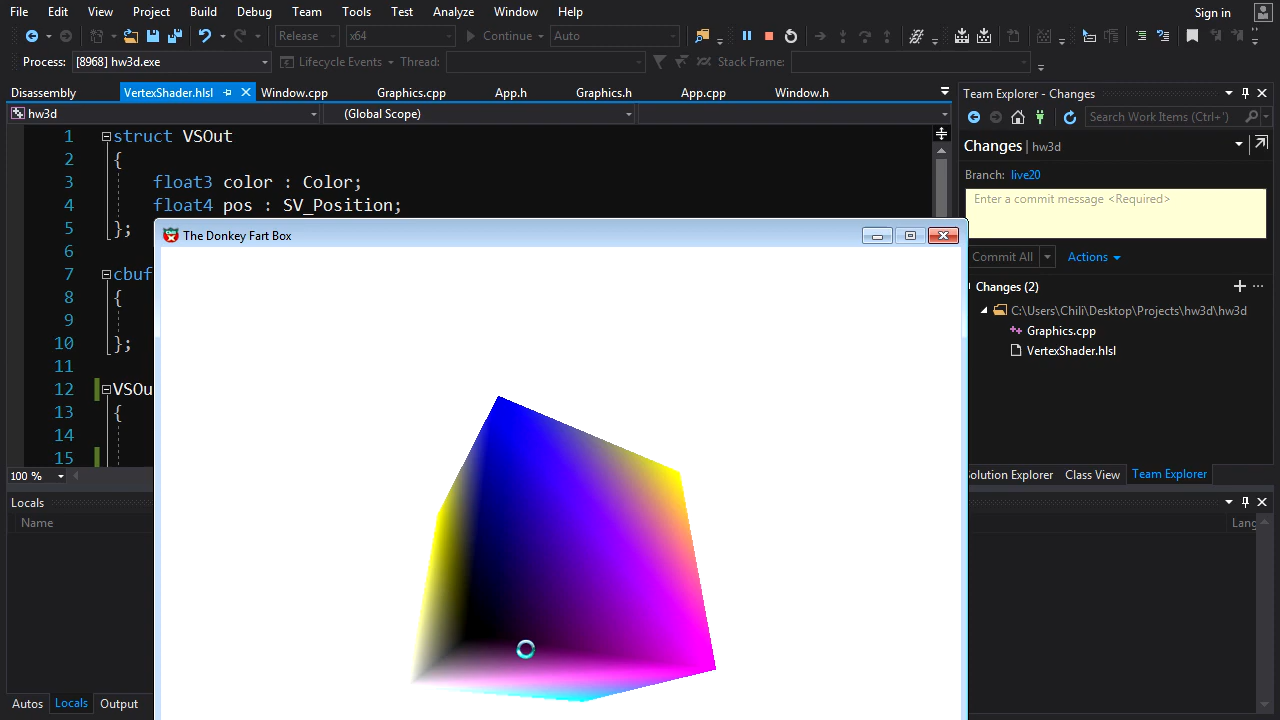 File Edit View Project Build Debug Team Tools Test Analyze Window Help Sign in
Release x64 Continue Auto
Process: [8968] hw3d.exe Lifecycle Events Thread: Stack Frame:
Disassembly VertexShader.hlsl Window.cpp Graphics.cpp App.h Graphics.h App.cpp Window.h
hw3d (Global Scope)
1 struct VSOut
2 {
3 float3 color : Color;
4 float4 pos : SV_Position;
5 };
6
7 cbuf
8 {
9
10 };
11
12 VSOu
13 {
14
15
100 %
The Donkey Fart Box
Team Explorer - Changes
Search Work Items (Ctrl+')
Changes | hw3d
Branch: live20
Enter a commit message <Required>
Commit All Actions
Changes (2)
C:\Users\Chili\Desktop\Projects\hw3d\hw3d
Graphics.cpp
VertexShader.hlsl
Solution Explorer Class View Team Explorer
Locals
Name
Lang
Autos Locals Output